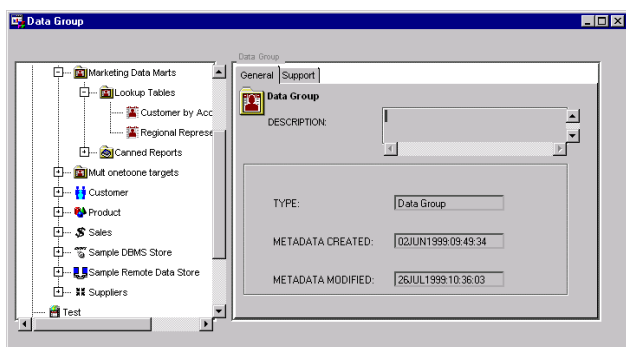 Data Group
Marketing Data Marts
Lookup Tables
Customer by Acc
Regional Represe
Canned Reports
Mult onetoone targets
Customer
Product
Sales
Sample DBMS Store
Sample Remote Data Store
Suppliers
Test
Data Group
General Support
Data Group
DESCRIPTION:
TYPE: Data Group
METADATA CREATED: 02JUN1999:09:49:34
METADATA MODIFIED: 26JUL1999:10:36:03